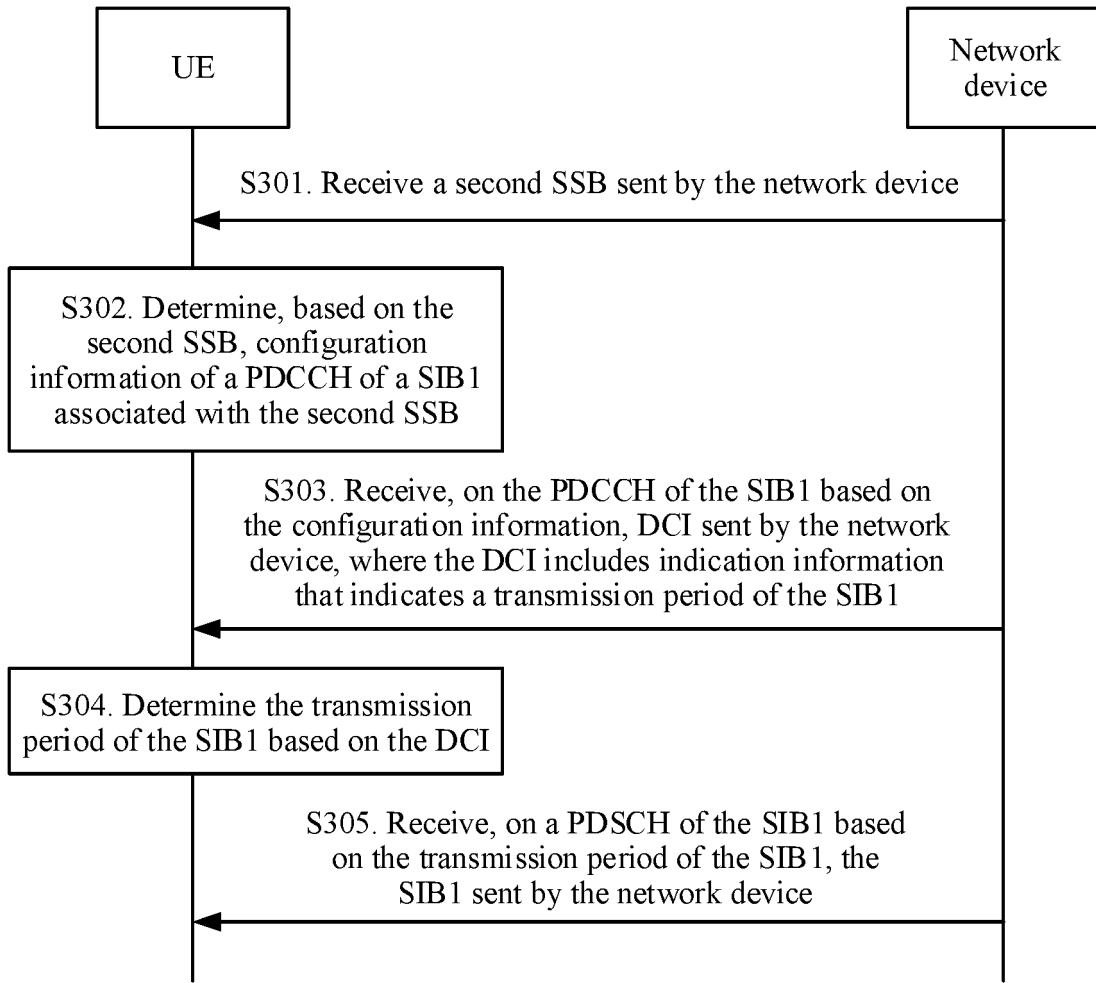 UE
Network
device
S301. Receive a second SSB sent by the network device
S302. Determine, based on the
second SSB, configuration
information of a PDCCH of a SIB1
associated with the second SSB
S303. Receive, on the PDCCH of the SIB1 based on
the configuration information, DCI sent by the network
device, where the DCI includes indication information
that indicates a transmission period of the SIB1
S304. Determine the transmission
period of the SIB1 based on the DCI
S305. Receive, on a PDSCH of the SIB1 based
on the transmission period of the SIB1, the
SIB1 sent by the network device